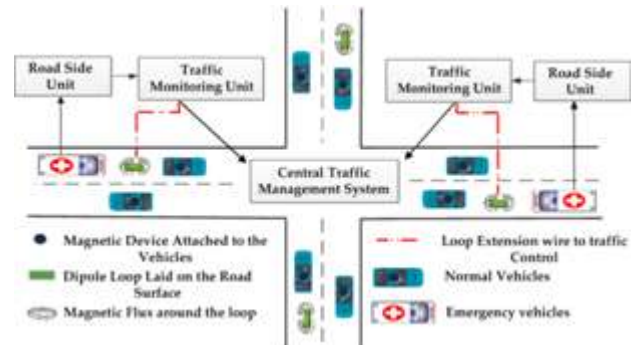 Road Side
Unit
Traffic
Monitoring Unit
Traffic
Monitoring Unit
Road Side
Unit
Central Traffic
Management System
Magnetic Device Attached to the
Vehicles
Dipole Loop Laid on the Road
Surface
Magnetic Flus around the loop
Loop Extension wire to traffic
Control
Normal Vehicles
Emergency vehicles